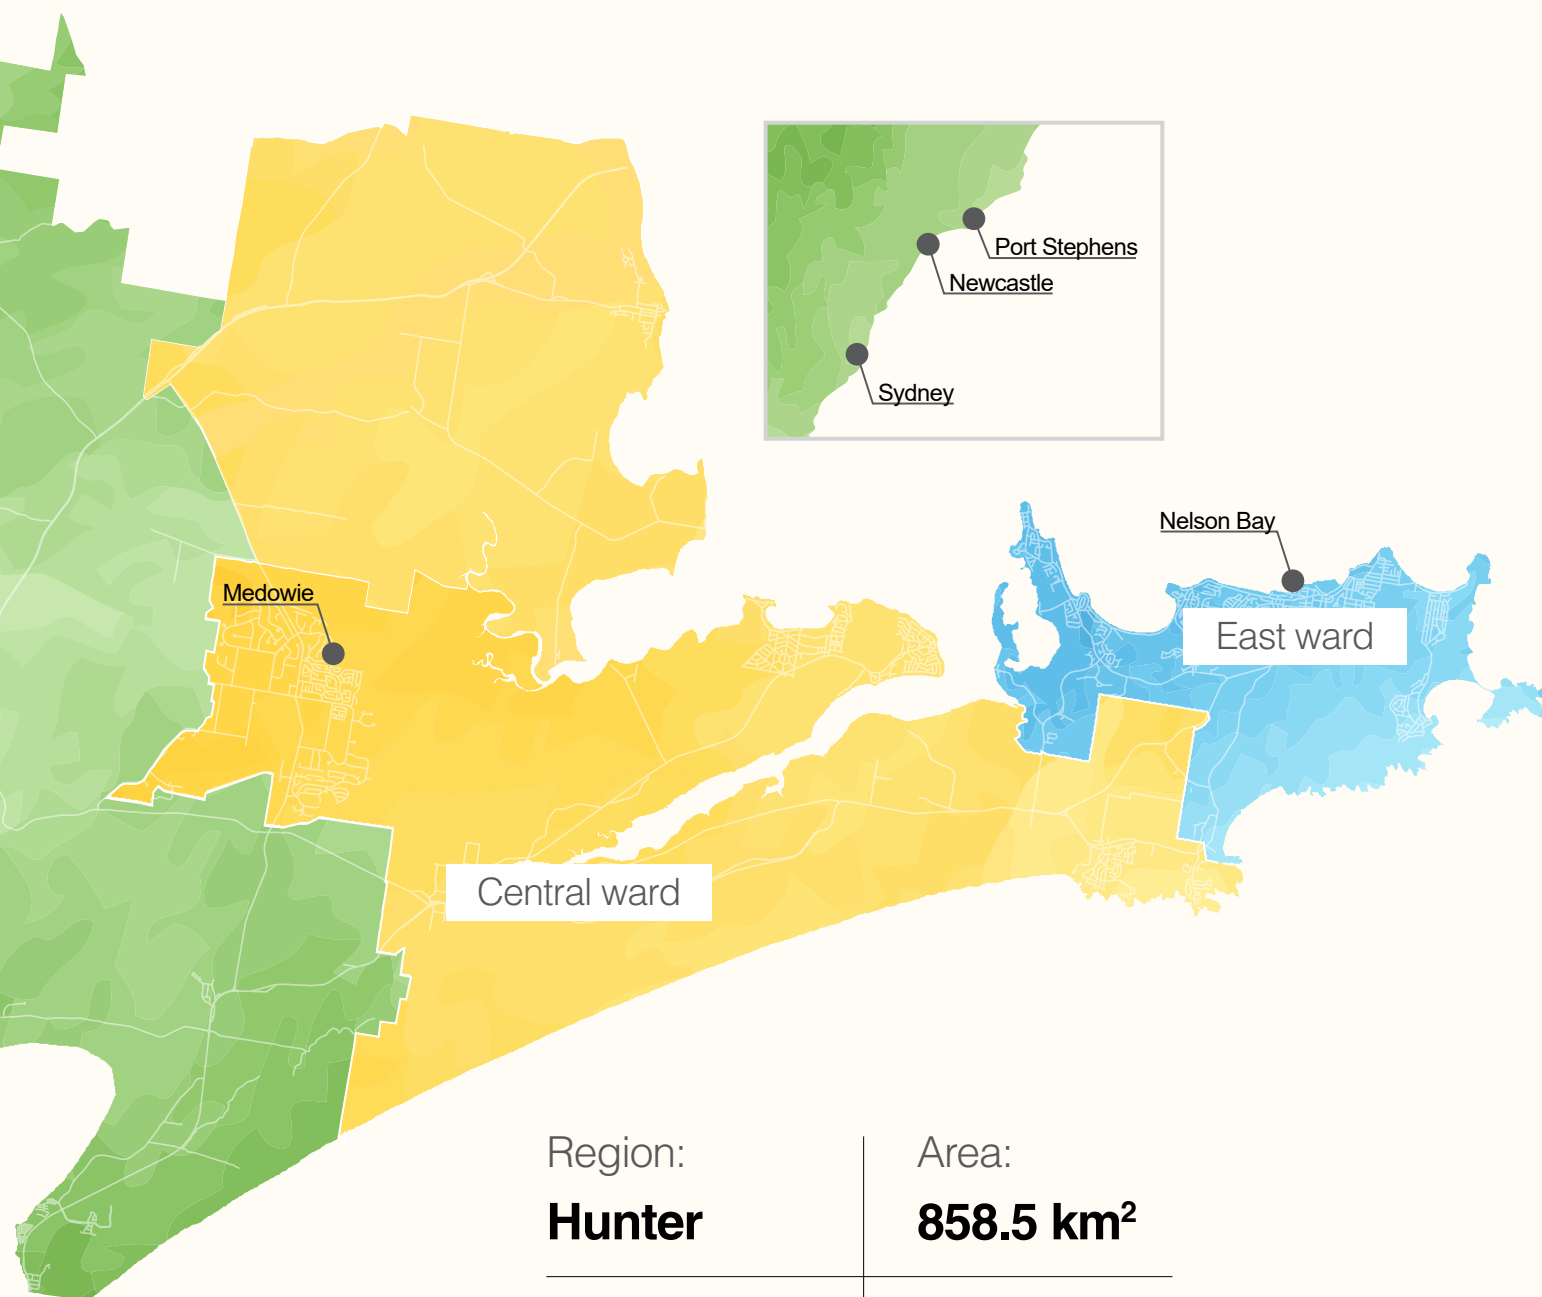 Port Stephens
Newcastle
Sydney
Nelson Bay
East ward
Medowie
Central ward
Region:
Hunter
Area:
858.5 km²